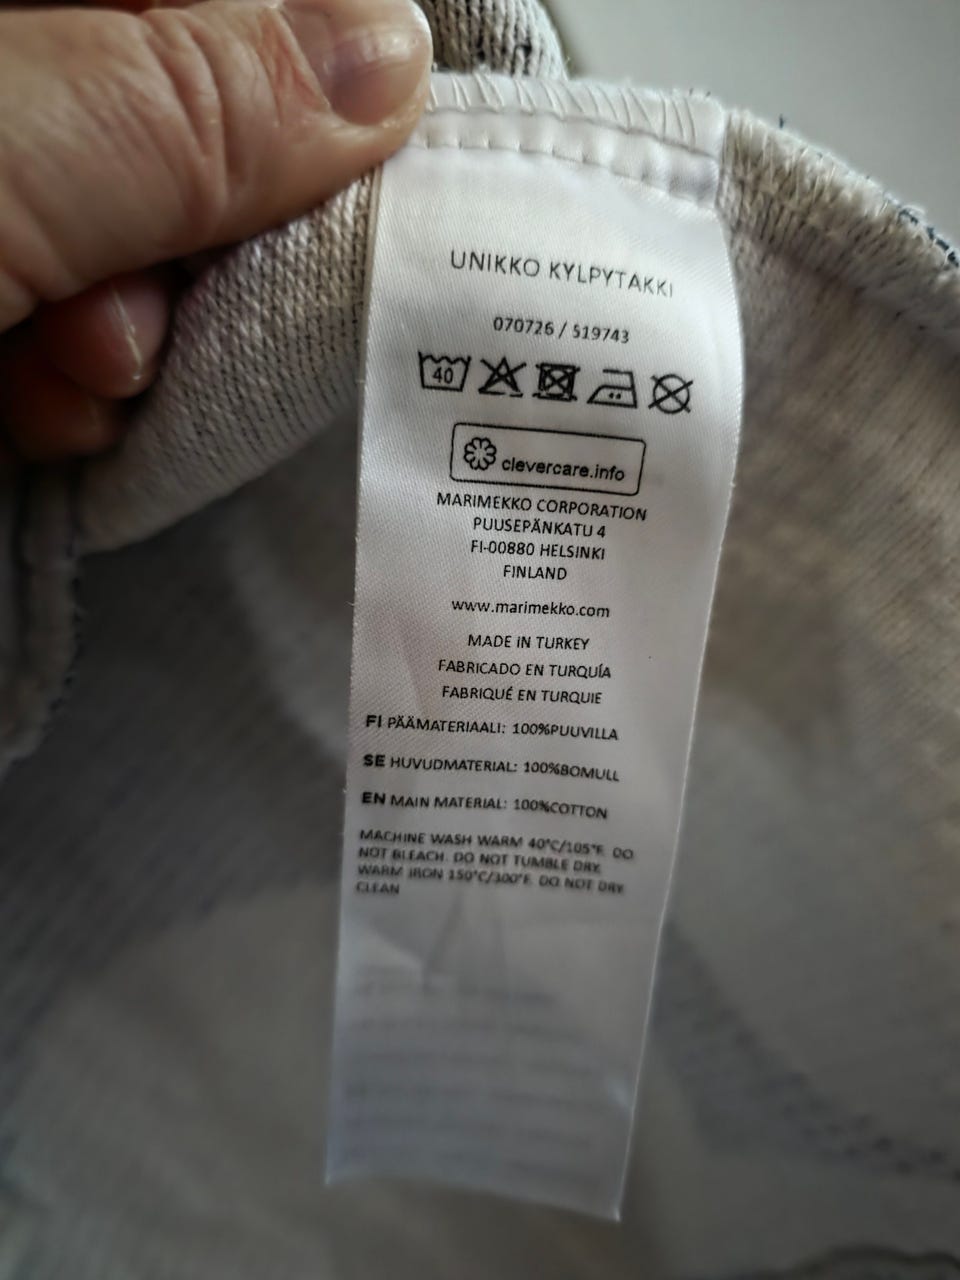 UNIKKO KYLPYTAKKI
070726 / 519743
40
clevercare.info
MARIMEKKO CORPORATION
PUUSEPÄNKATU 4
FI-00880 HELSINKI
FINLAND
www.marimekko.com
MADE IN TURKEY
FABRICADO EN TURQUÍA
FABRIQUÉ EN TURQUIE
FI PÄÄMATERIAALI: 100%PUUVILLA
SE HUVUDMATERIAL: 100%BOMULL
EN MAIN MATERIAL: 100%COTTON
MACHINE WASH WARM 40°C/105°F. DO
NOT BLEACH. DO NOT TUMBLE DRY.
WARM IRON 150°C/300°F. DO NOT DRY
CLEAN